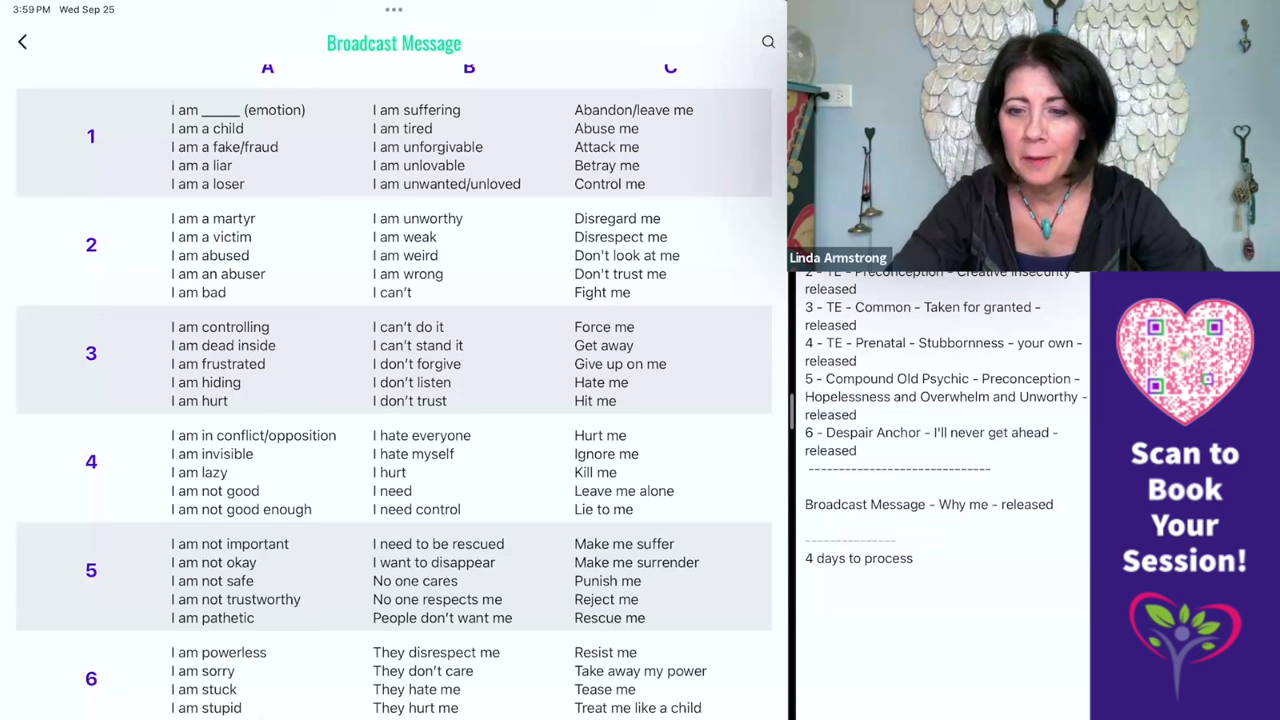 3:59 PM Wed Sep 25
Broadcast Message
A B C
1
I am _____ (emotion) I am suffering Abandon/leave me
I am a child I am tired Abuse me
I am a fake/fraud I am unforgivable Attack me
I am a liar I am unlovable Betray me
I am a loser I am unwanted/unloved Control me
2
I am a martyr I am unworthy Disregard me
I am a victim I am weak Disrespect me
I am abused I am weird Don't look at me
I am an abuser I am wrong Don't trust me
I am bad I can't Fight me
3
I am controlling I can't do it Force me
I am dead inside I can't stand it Get away
I am frustrated I don't forgive Give up on me
I am hiding I don't listen Hate me
I am hurt I don't trust Hit me
4
I am in conflict/opposition I hate everyone Hurt me
I am invisible I hate myself Ignore me
I am lazy I hurt Kill me
I am not good I need Leave me alone
I am not good enough I need control Lie to me
5
I am not important I need to be rescued Make me suffer
I am not okay I want to disappear Make me surrender
I am not safe No one cares Punish me
I am not trustworthy No one respects me Reject me
I am pathetic People don't want me Rescue me
6
I am powerless They disrespect me Resist me
I am sorry They don't care Take away my power
I am stuck They hate me Tease me
I am stupid They hurt me Treat me like a child
Linda Armstrong
2 - TE - Preconception - Creative Insecurity -
released
3 - TE - Common - Taken for granted -
released
4 - TE - Prenatal - Stubbornness - your own -
released
5 - Compound Old Psychic - Preconception -
Hopelessness and Overwhelm and Unworthy -
released
6 - Despair Anchor - I'll never get ahead -
released
------------------------------
Broadcast Message - Why me - released
---------------
4 days to process
Scan to
Book
Your
Session!